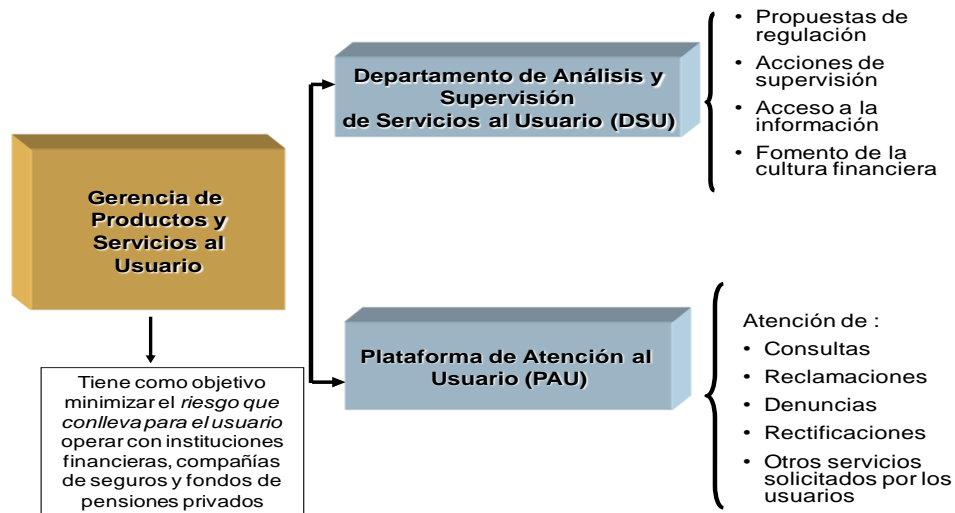 Gerencia de
Productos y
Servicios al
Usuario
Tiene como objetivo
minimizar el riesgo que
conlleva para el usuario
operar con instituciones
financieras, compañías
de seguros y fondos de
pensiones privados
Departamento de Análisis y
Supervisión
de Servicios al Usuario (DSU)
• Propuestas de
regulación
• Acciones de
supervisión
• Acceso a la
información
• Fomento de la
cultura financiera
Plataforma de Atención al
Usuario (PAU)
Atención de :
• Consultas
• Reclamaciones
• Denuncias
• Rectificaciones
• Otros servicios
solicitados por los
usuarios